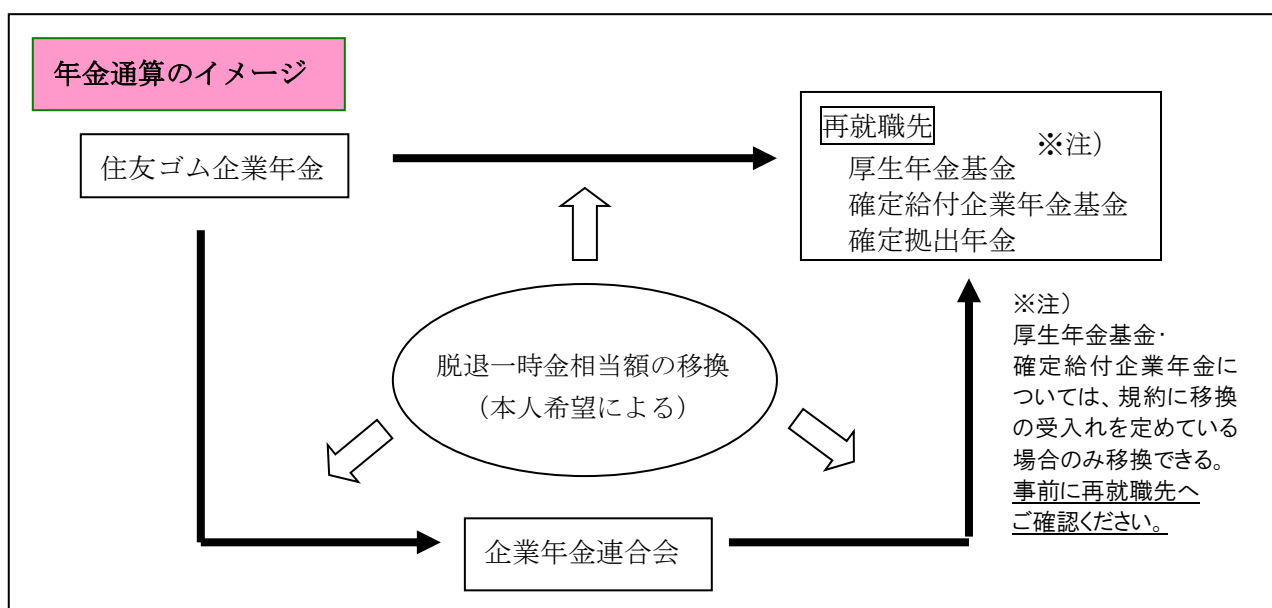 年金通算のイメージ
住友ゴム企業年金
再就職先
※注)
厚生年金基金
確定給付企業年金基金
確定拠出年金
脱退一時金相当額の移換
(本人希望による)
企業年金連合会
※注)
厚生年金基金・
確定給付企業年金に
ついては、規約に移換
の受入れを定めている
場合のみ移換できる。
事前に再就職先へ
ご確認ください。